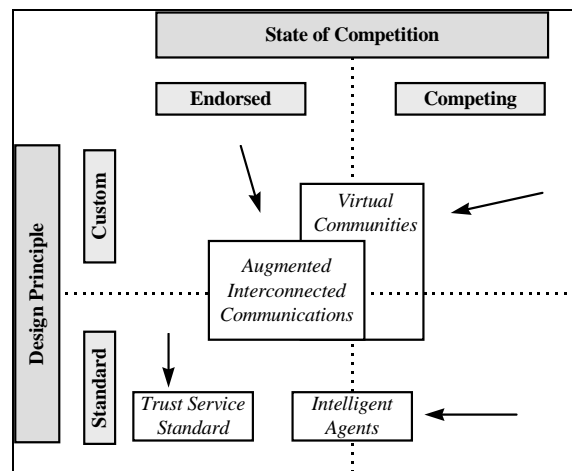 State of Competition
Endorsed
Competing
Design Principle
Custom
Virtual
Communities
Augmented
Interconnected
Communications
Standard
Trust Service
Standard
Intelligent
Agents